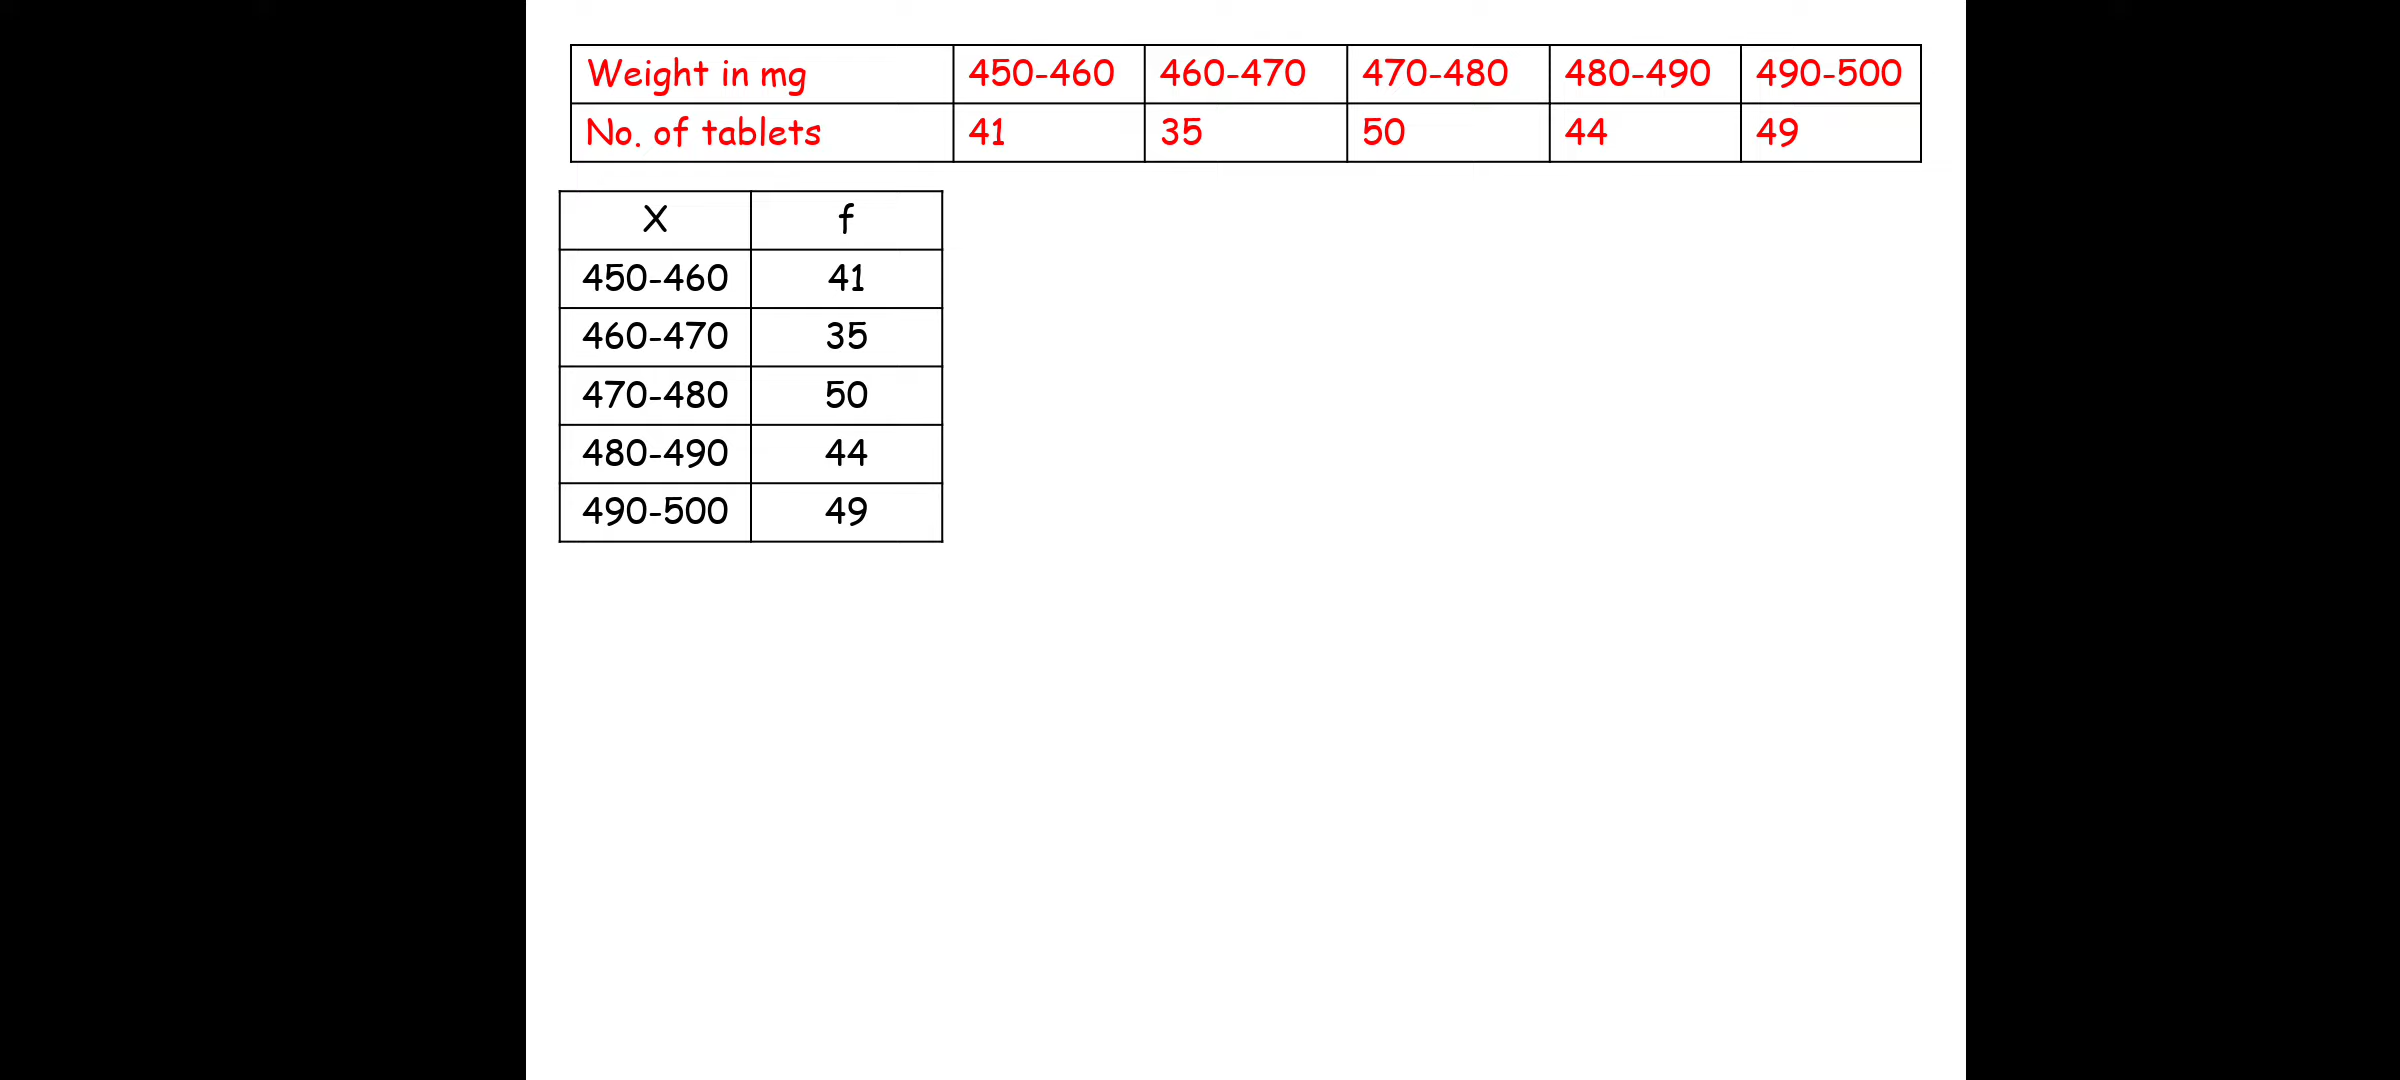 Weight in mg 450-460 460-470 470-480 480-490 490-500
No. of tablets 41 35 50 44 49
X f
450-460 41
460-470 35
470-480 50
480-490 44
490-500 49